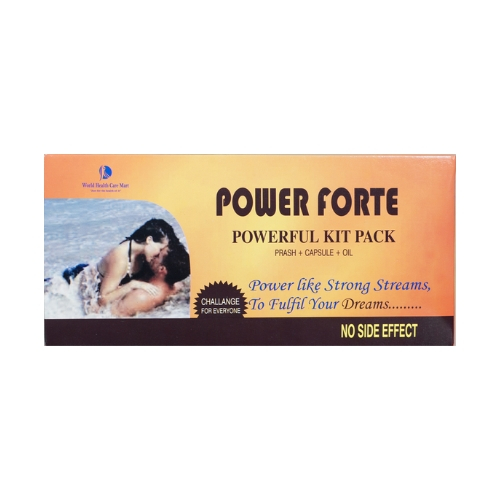 World Health Care Mart
POWER FORTE
POWERFUL KIT PACK
PRASH + CAPSULE + OIL
Power like Strong Streams,
To Fulfil Your Dreams.........
CHALLANGE
FOR EVERYONE
NO SIDE EFFECT